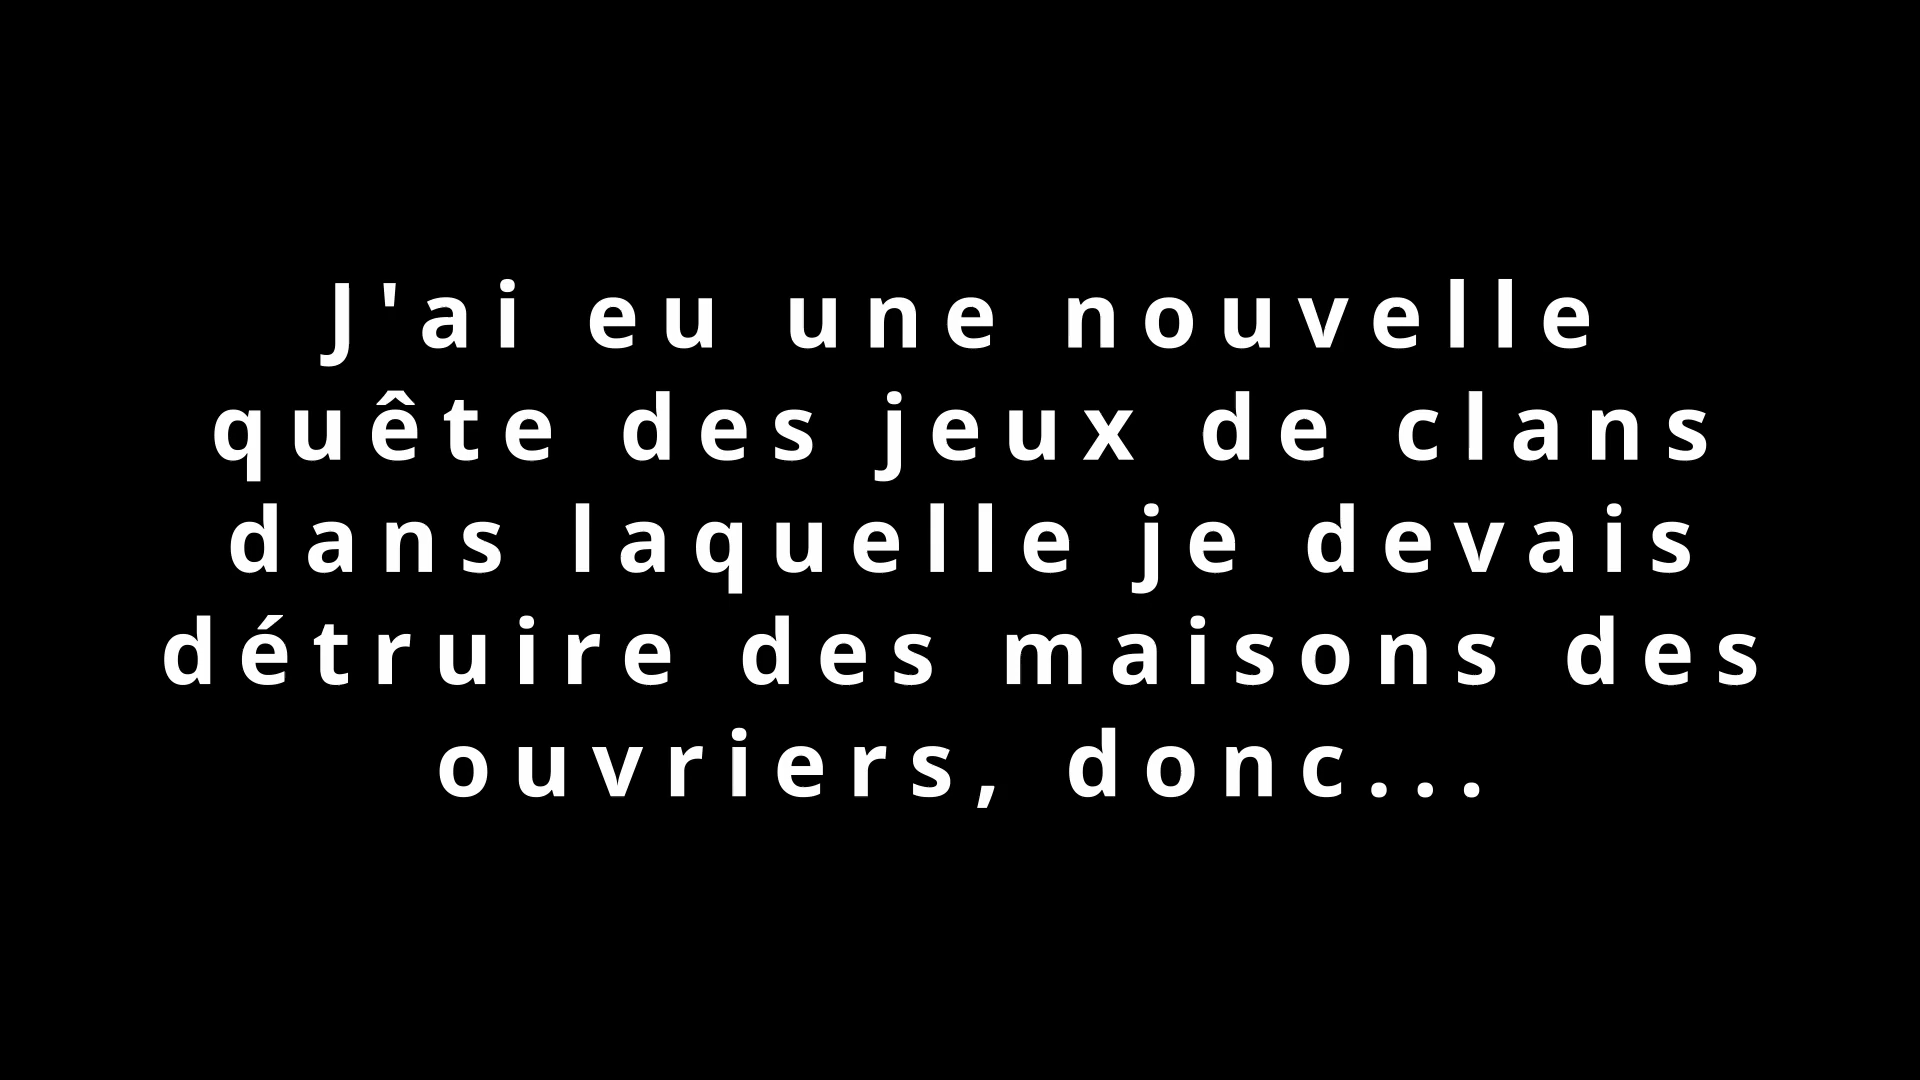 J'ai eu une nouvelle
quête des jeux de clans
dans laquelle je devais
détruire des maisons des
ouvriers, donc...